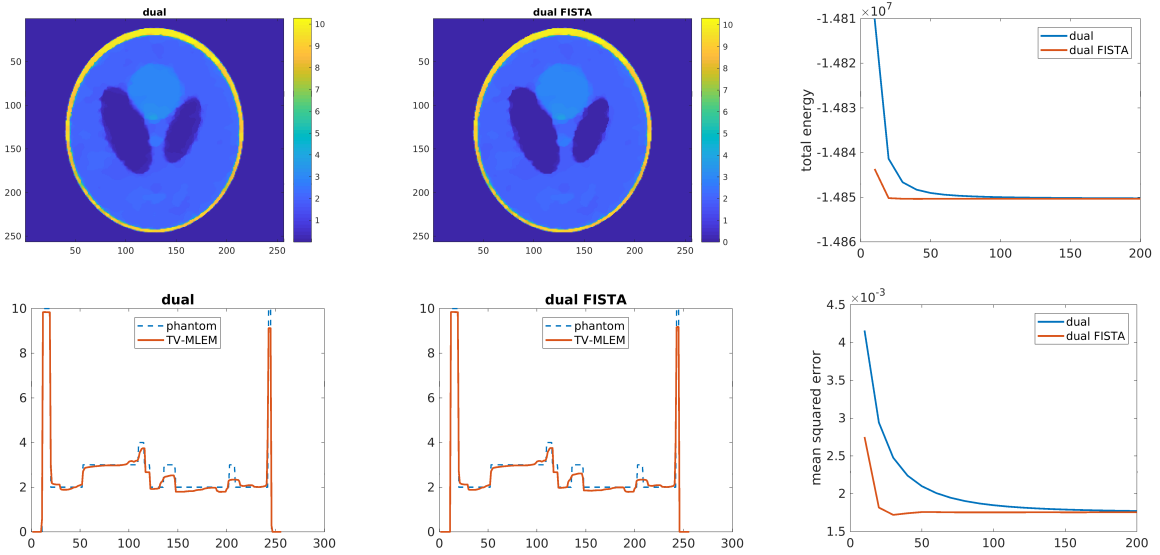 dual
50
100
150
200
250
50 100 150 200 250
10
9
8
7
6
5
4
3
2
1
dual FISTA
50
100
150
200
250
50 100 150 200 250
10
9
8
7
6
5
4
3
2
1
0
×10^7
-1.481
-1.482
-1.483
-1.484
-1.485
-1.486
0 50 100 150 200
total energy
dual
dual FISTA
dual
10
8
6
4
2
0
0 50 100 150 200 250 300
phantom
TV-MLEM
dual FISTA
10
8
6
4
2
0
0 50 100 150 200 250 300
phantom
TV-MLEM
×10^-3
4.5
4
3.5
3
2.5
2
1.5
0 50 100 150 200
mean squared error
dual
dual FISTA